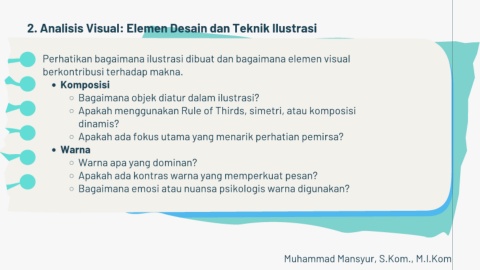 2. Analisis Visual: Elemen Desain dan Teknik Ilustrasi
Perhatikan bagaimana ilustrasi dibuat dan bagaimana elemen visual
berkontribusi terhadap makna.
• Komposisi
○ Bagaimana objek diatur dalam ilustrasi?
○ Apakah menggunakan Rule of Thirds, simetri, atau komposisi
dinamis?
○ Apakah ada fokus utama yang menarik perhatian pemirsa?
• Warna
○ Warna apa yang dominan?
○ Apakah ada kontras warna yang memperkuat pesan?
○ Bagaimana emosi atau nuansa psikologis warna digunakan?
Muhammad Mansyur, S.Kom., M.I.Kom